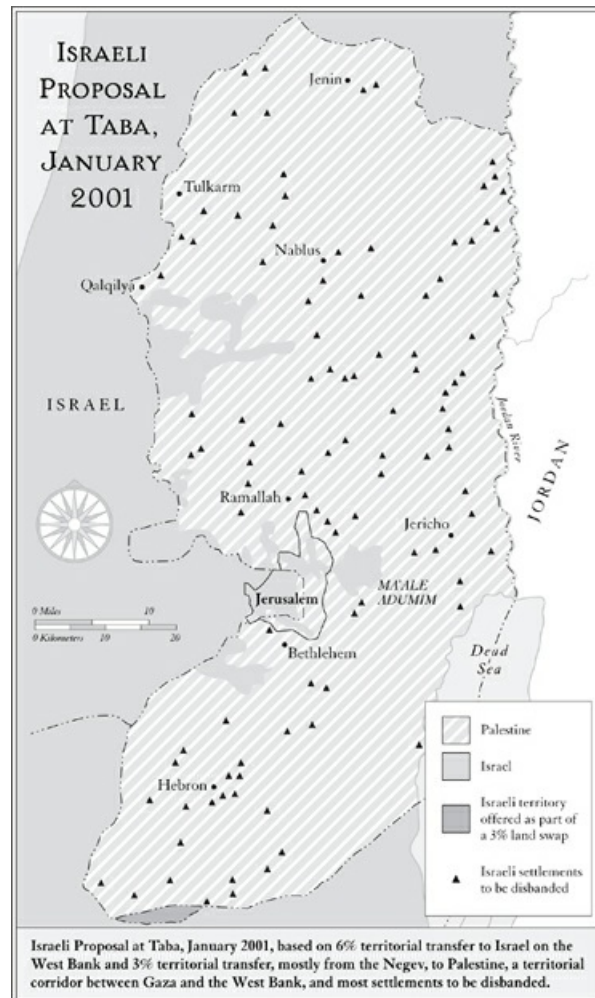 ISRAELI
PROPOSAL
AT TABA,
JANUARY
2001
Jenin
Tulkarm
Nablus
Qalqilya
ISRAEL
Jordan River
JORDAN
Ramallah
Jericho
0 Miles 10
0 Kilometers 10 20
Jerusalem
MA'ALE
ADUMIM
Bethlehem
Dead
Sea
Hebron
Palestine
Israel
Israeli territory
offered as part of
a 3% land swap
Israeli settlements
to be disbanded
Israeli Proposal at Taba, January 2001, based on 6% territorial transfer to Israel on the
West Bank and 3% territorial transfer, mostly from the Negev, to Palestine, a territorial
corridor between Gaza and the West Bank, and most settlements to be disbanded.